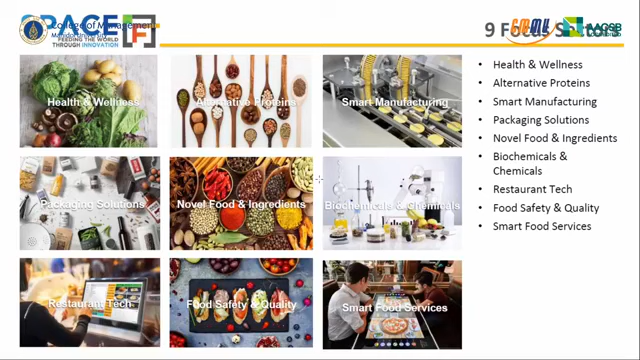 SPACE-F
College of Management
FEEDING THE WORLD
THROUGH INNOVATION
9 Focus
AACSB
Health & Wellness
Alternative Proteins
Smart Manufacturing
Packaging Solutions
Novel Food & Ingredients
Biochemicals & Chemicals
Restaurant Tech
Food Safety & Quality
Smart Food Services
• Health & Wellness
• Alternative Proteins
• Smart Manufacturing
• Packaging Solutions
• Novel Food & Ingredients
• Biochemicals &
Chemicals
• Restaurant Tech
• Food Safety & Quality
• Smart Food Services